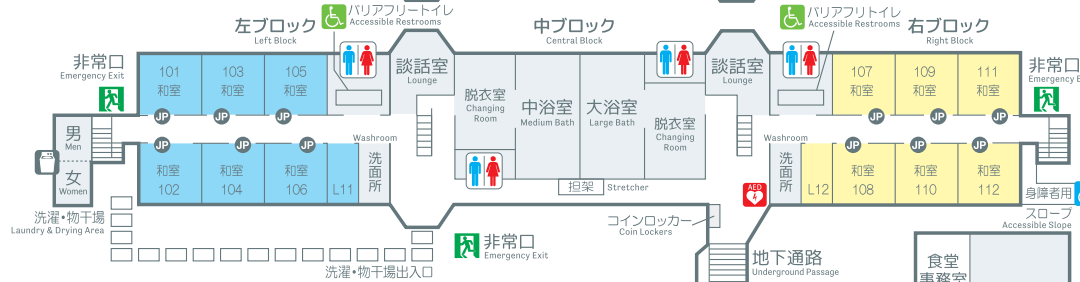 左ブロック
Left Block
バリアフリートイレ
Accessible Restrooms
中ブロック
Central Block
バリアフリトイレ
Accessible Restrooms
右ブロック
Right Block
非常口
Emergency Exit
101
和室
103
和室
105
和室
談話室
Lounge
脱衣室
Changing
Room
中浴室
Medium Bath
大浴室
Large Bath
脱衣室
Changing
Room
談話室
Lounge
107
和室
109
和室
111
和室
非常口
Emergency E
JP
JP
JP
JP
JP
JP
男
Men
女
Women
JP
JP
JP
和室
102
和室
104
和室
106
L11
Washroom
洗面所
担架
Stretcher
AED
Washroom
洗面所
L12
JP
JP
JP
和室
108
和室
110
和室
112
身障者用
スロープ
Accessible Slope
洗濯・物干場
Laundry & Drying Area
洗濯・物干場出入口
非常口
Emergency Exit
コインロッカー
Coin Lockers
地下通路
Underground Passage
食堂
事務室